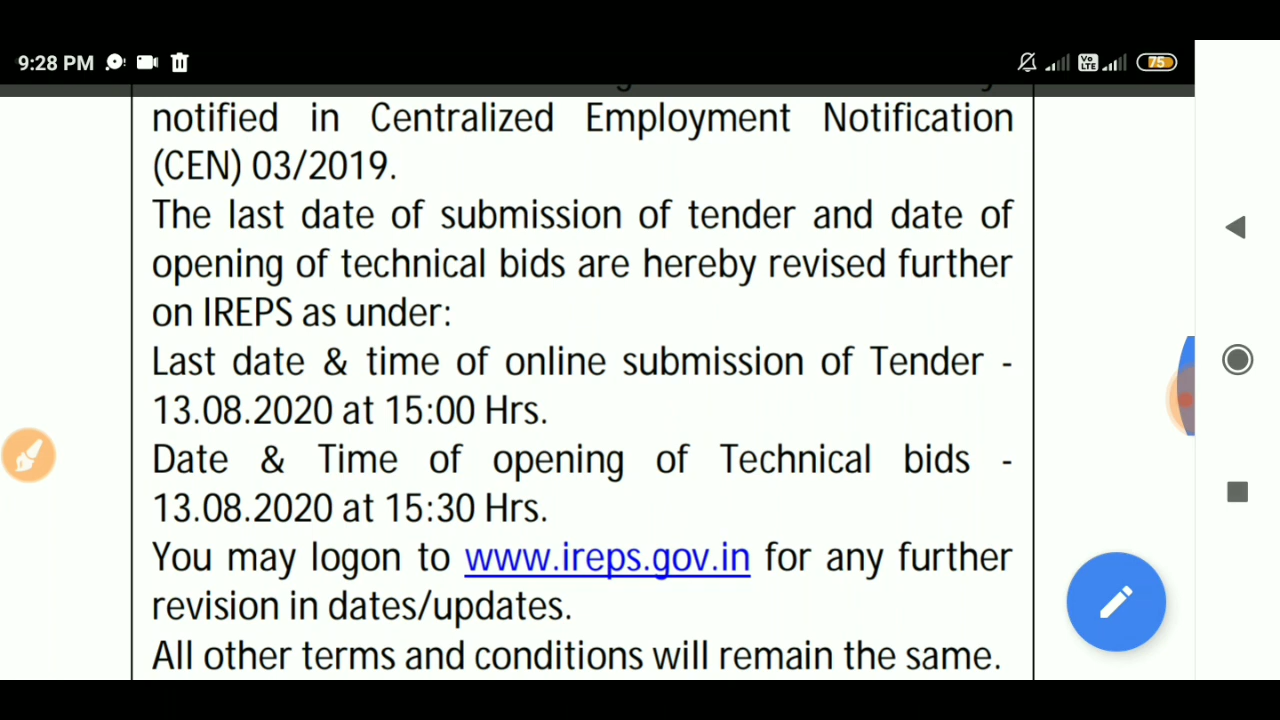 9:28 PM
Vo LTE
75
notified in Centralized Employment Notification
(CEN) 03/2019.
The last date of submission of tender and date of
opening of technical bids are hereby revised further
on IREPS as under:
Last date & time of online submission of Tender -
13.08.2020 at 15:00 Hrs.
Date & Time of opening of Technical bids -
13.08.2020 at 15:30 Hrs.
You may logon to www.ireps.gov.in for any further
revision in dates/updates.
All other terms and conditions will remain the same.